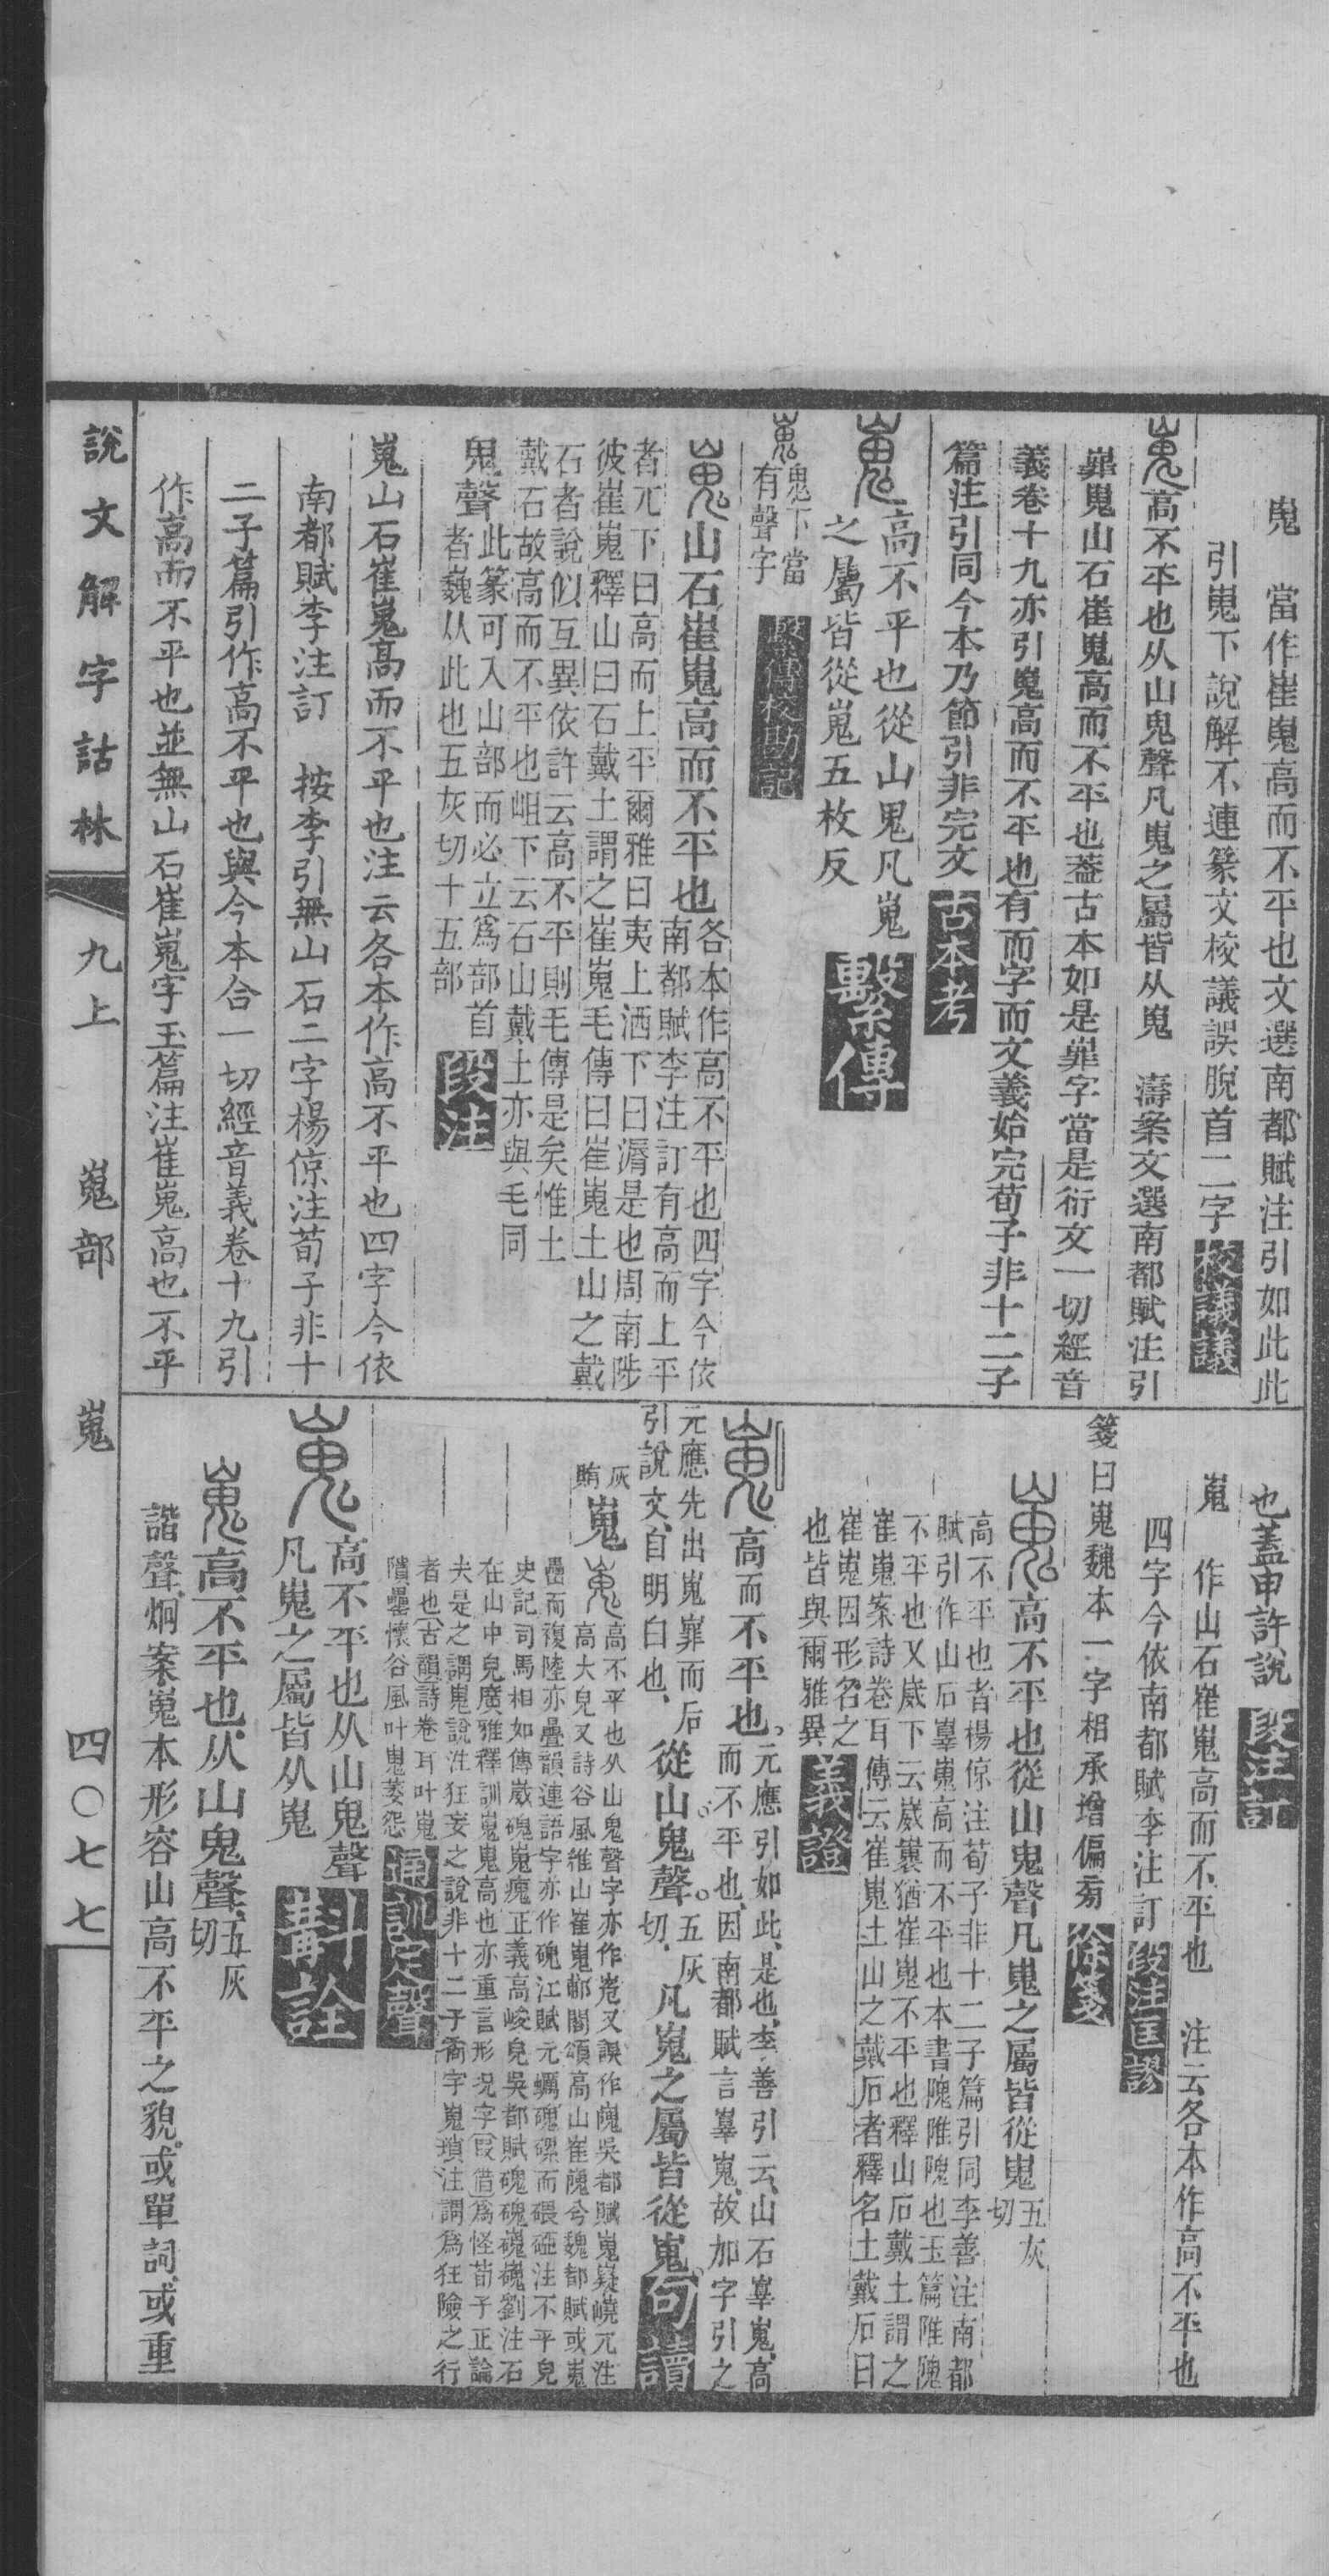 嵬　當作崔嵬高而不平也文選南都賦注引如此此
引嵬下說解不連篆文校議誤脫首二字 校議議
嵬高不平也从山鬼聲凡嵬之屬皆从嵬　濤案文選南都賦注引
嶵嵬山石崔嵬高而不平也葢古本如是嶵字當是衍文一切經音
義卷十九亦引嵬高而不平也有而字而文義始完荀子非十二子
篇注引同今本乃節引非完文 古本考
嵬 高不平也從山鬼凡嵬
之屬皆從嵬五枚反 繫傳
嵬 鬼下當
有聲字 繫傳校勘記
嵬山石崔嵬高而不平也 各本作高不平也四字今依
南都賦李注訂有高而上平
者兀下曰高而上平爾雅曰夷上洒下曰漘是也周南陟
彼崔嵬釋山曰石戴土謂之崔嵬毛傳曰崔嵬土山之戴
石者說似互異依許云高不平則毛傳是矣惟土
戴石故高而不平也岨下云石山戴土亦與毛同
鬼聲 此篆可入山部而必立爲部首
者巍从此也五灰切十五部 段注
嵬山石崔嵬高而不平也注云各本作高不平也四字今依
南都賦李注訂　按李引無山石二字楊倞注荀子非十
二子篇引作高不平也與今本合一切經音義卷十九引
作高而不平也並無山石崔嵬字玉篇注崔嵬高也不平
說文解字詁林　九上　嵬部　嵬　四〇七七
也蓋申許說 段注訂
嵬　作山石崔嵬高而不平也　注云各本作高不平也
四字今依南都賦李注訂 段注匡謬
箋曰嵬魏本一字相承增偏旁 徐箋
嵬高不平也從山鬼聲凡嵬之屬皆從嵬 五灰
切
高不平也者楊倞注荀子非十二子篇引同李善注南都
賦引作山石嶵嵬高而不平也本書隗陮隗也玉篇陮隗
不平也又崴下云崴裏猶崔嵬不平也釋山石戴土謂之
崔嵬案詩卷耳傳云崔嵬土山之戴石者釋名土戴石曰
崔嵬因形名之
也皆與爾雅異 義證
嵬高而不平也。 元應引如此、是也、李善引云、山石嶵嵬、高
而不平也、因南都賦言嶵嵬、故加字引之
元應先出嵬嶵而后
引說文、自明白也、 從山鬼聲。 五灰
切、 凡嵬之屬皆從嵬。 句讀
灰
賄 嵬 嵬 高不平也从山鬼聲字亦作嵬又誤作隗吳都賦嵬嶷嶢兀注
高大皃又詩谷風維山崔嵬郙閣頌高山崔隗兮魏都賦或嵬
罍而複陸亦疊韻連語字亦作磈江賦元蠣磈磥而碨硊注不平皃
史記司馬相如傳崴磈嵬瘣正義高峻皃吳都賦磈磈巍巍劉注石
在山中皃廣雅釋訓嵬嵬高也亦重言形況字(叚借)爲怪荀子正論
夫是之謂嵬說注狂妄之說非十二子矞宇嵬瑣注謂爲狂險之行
者也(古韻)詩卷耳叶嵬
隤罍懷谷風叶嵬萎怨 通訓定聲
嵬 高不平也从山鬼聲
凡嵬之屬皆从嵬 斠詮
嵬高不平也、从山鬼聲、 五灰
切
諧聲、炯案嵬本形容山高不平之貌。或單詞、或重